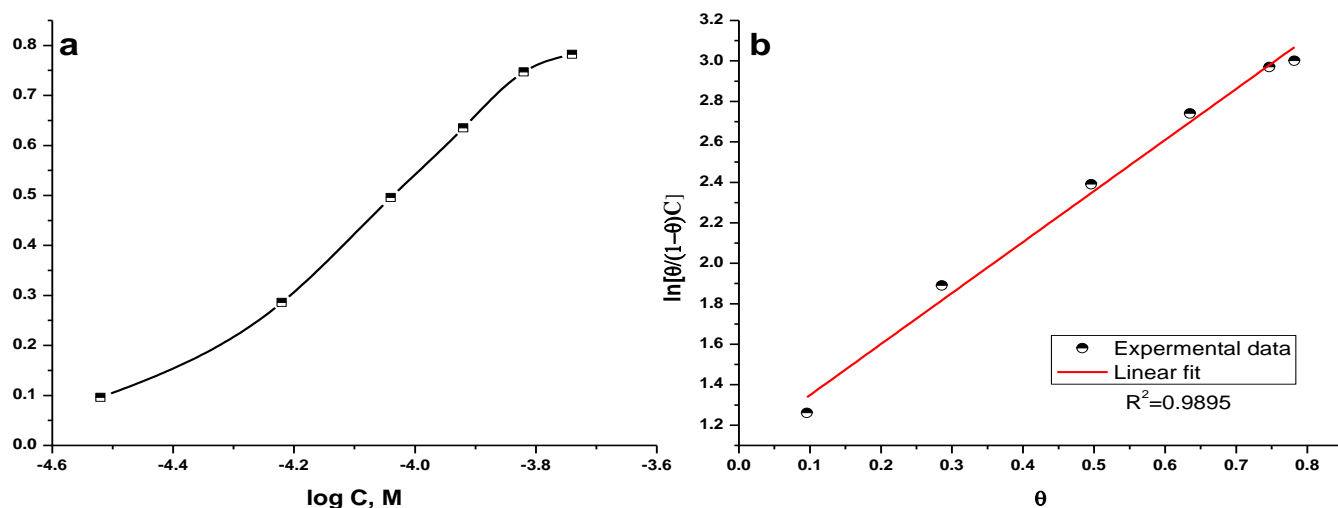 a
0.8
0.7
0.6
0.5
0.4
0.3
0.2
0.1
0.0
-4.6 -4.4 -4.2 -4.0 -3.8 -3.6
log C, M
b
3.2
3.0
2.8
2.6
2.4
2.2
2.0
1.8
1.6
1.4
1.2
ln[θ/(1−θ)C]
0.0 0.1 0.2 0.3 0.4 0.5 0.6 0.7 0.8
θ
Expermental data
Linear fit
R²=0.9895